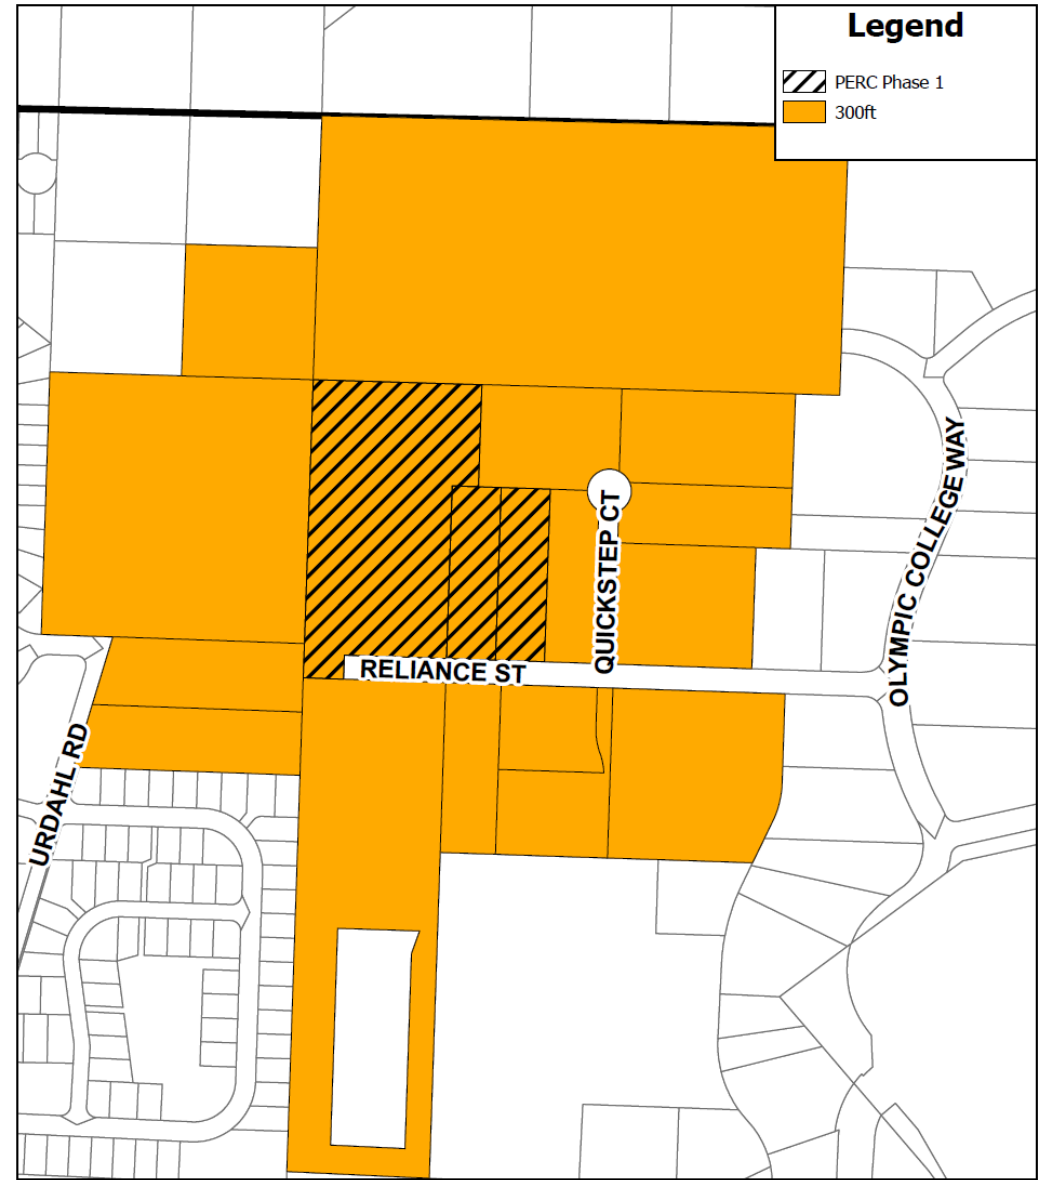 Legend
PERC Phase 1
300ft
OLYMPIC COLLEGE WAY
QUICKSTEP CT
RELIANCE ST
URDAHL RD